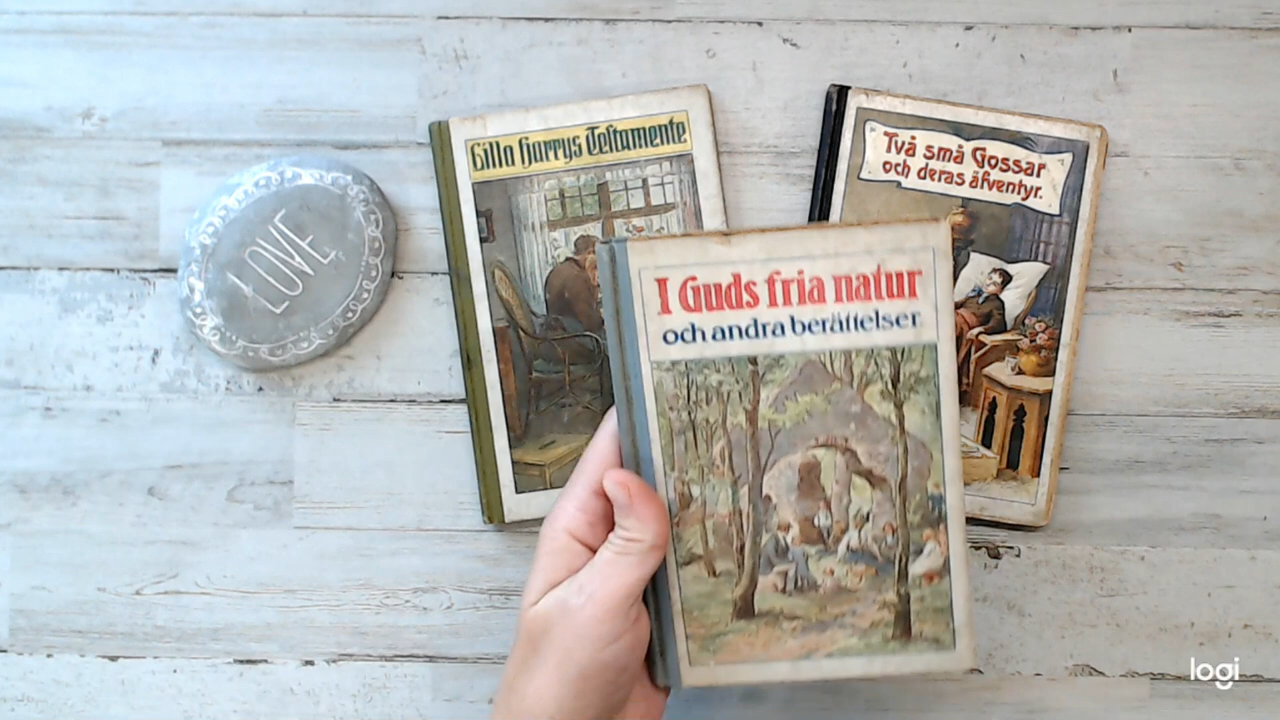 LOVE
Lilla Harrys Testamente
Två små Gossar
och deras äfventyr.
I Guds fria natur
och andra berättelser
logi